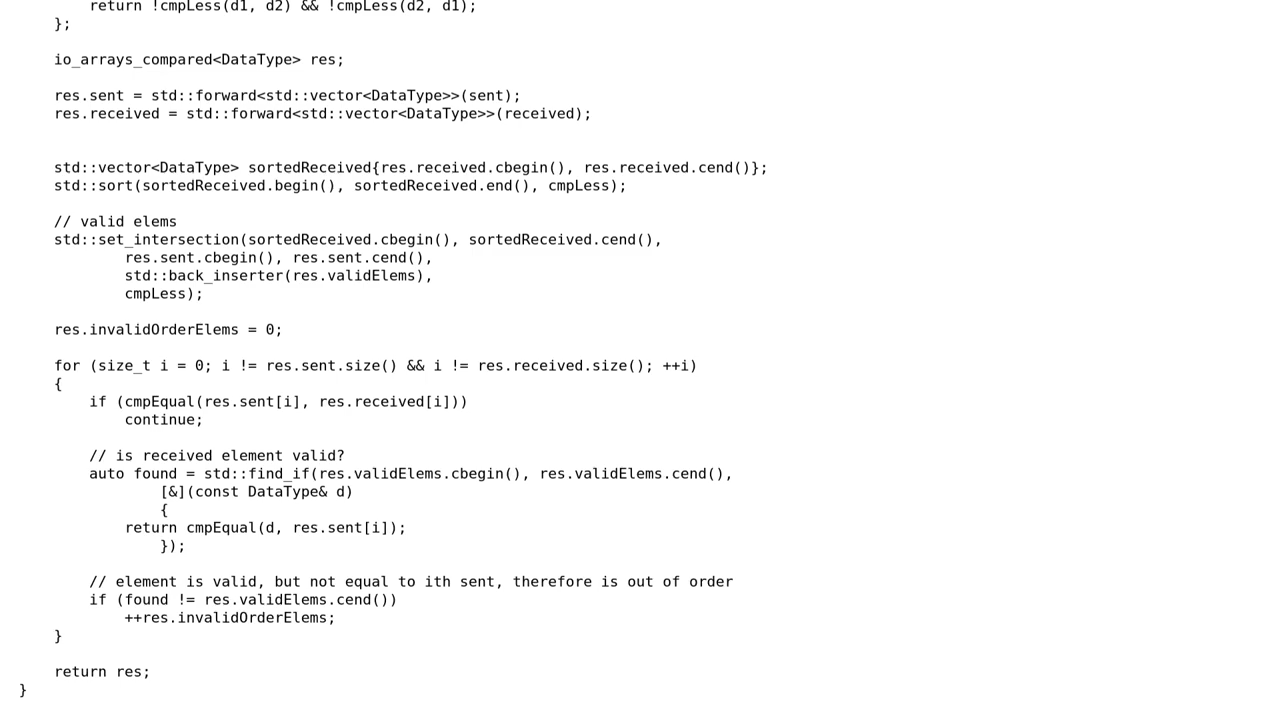 return !cmpLess(d1, d2) && !cmpLess(d2, d1);
    };

    io_arrays_compared<DataType> res;

    res.sent = std::forward<std::vector<DataType>>(sent);
    res.received = std::forward<std::vector<DataType>>(received);


    std::vector<DataType> sortedReceived{res.received.cbegin(), res.received.cend()};
    std::sort(sortedReceived.begin(), sortedReceived.end(), cmpLess);

    // valid elems
    std::set_intersection(sortedReceived.cbegin(), sortedReceived.cend(),
            res.sent.cbegin(), res.sent.cend(),
            std::back_inserter(res.validElems),
            cmpLess);

    res.invalidOrderElems = 0;

    for (size_t i = 0; i != res.sent.size() && i != res.received.size(); ++i)
    {
        if (cmpEqual(res.sent[i], res.received[i]))
            continue;

        // is received element valid?
        auto found = std::find_if(res.validElems.cbegin(), res.validElems.cend(),
                [&](const DataType& d)
                {
            return cmpEqual(d, res.sent[i]);
                });

        // element is valid, but not equal to ith sent, therefore is out of order
        if (found != res.validElems.cend())
            ++res.invalidOrderElems;
    }

    return res;
}